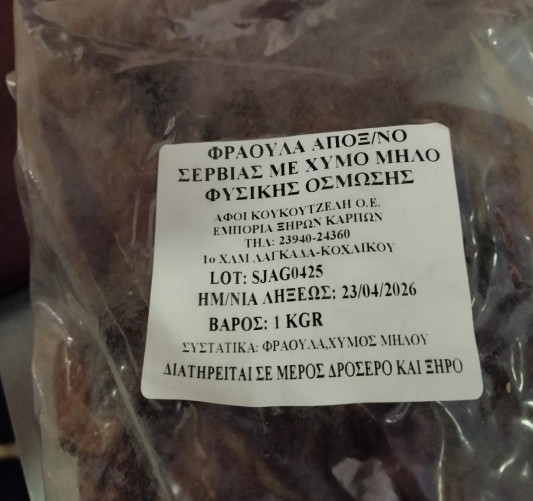 ΦΡΑΟΥΛΑ ΑΠΟΞ/ΝΟ
ΣΕΡΒΙΑΣ ΜΕ ΧΥΜΟ ΜΗΛΟ
ΦΥΣΙΚΗΣ ΟΣΜΩΣΗΣ
ΑΦΟΙ ΚΟΥΚΟΥΤΖΕΛΗ Ο.Ε.
ΕΜΠΟΡΙΑ ΞΗΡΩΝ ΚΑΡΠΩΝ
ΤΗΛ: 23940-24360
1ο ΧΛΜ ΛΑΓΚΑΔΑ-ΚΟΧΛΙΚΟΥ
LOT: SJAG0425
ΗΜ/ΝΙΑ ΛΗΞΕΩΣ: 23/04/2026
ΒΑΡΟΣ: 1 KGR
ΣΥΣΤΑΤΙΚΑ: ΦΡΑΟΥΛΑ,ΧΥΜΟΣ ΜΗΛΟΥ
ΔΙΑΤΗΡΕΙΤΑΙ ΣΕ ΜΕΡΟΣ ΔΡΟΣΕΡΟ ΚΑΙ ΞΗΡΟ